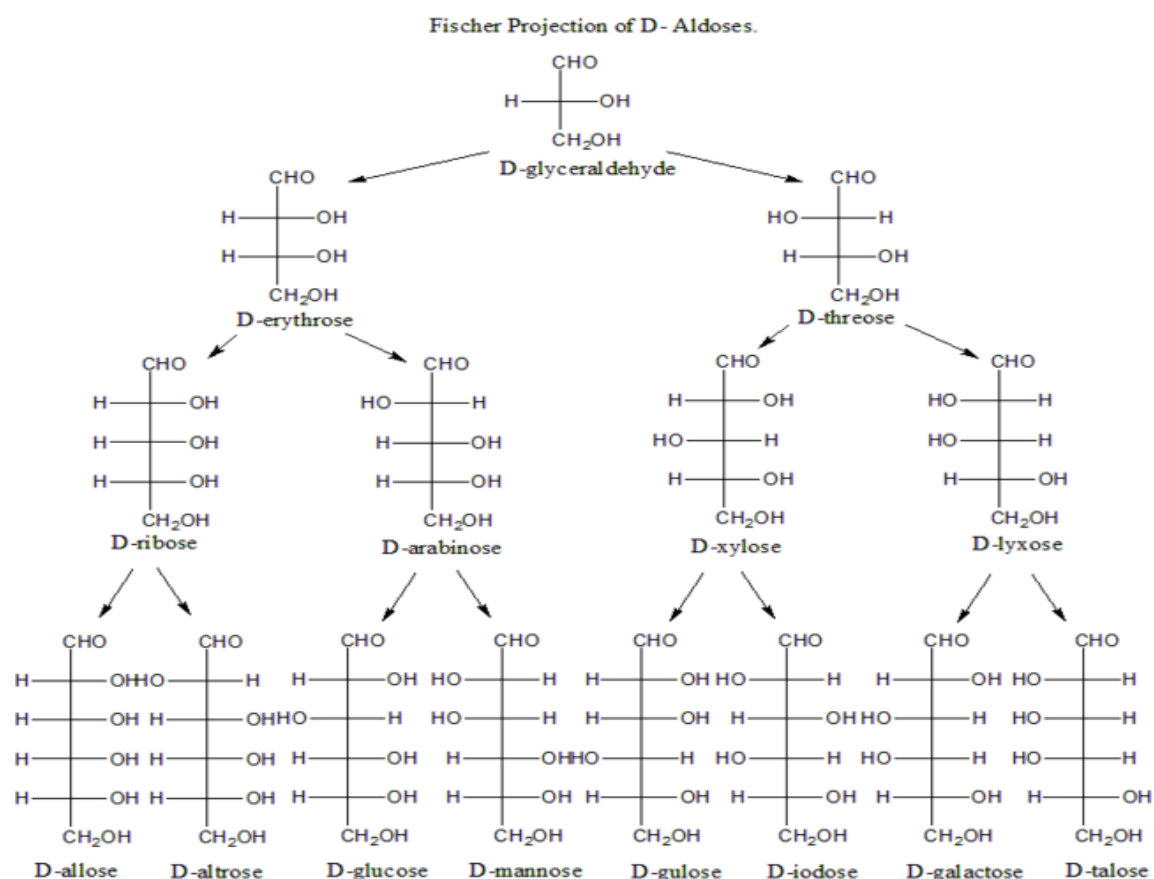 Fischer Projection of D- Aldoses.
CHO
H OH
CH₂OH
D-glyceraldehyde
CHO CHO
H OH HO H
H OH H OH
CH₂OH CH₂OH
D-erythrose D-threose
CHO CHO CHO CHO
H OH HO H H OH HO H
H OH H OH HO H HO H
H OH H OH H OH H OH
CH₂OH CH₂OH CH₂OH CH₂OH
D-ribose D-arabinose D-xylose D-lyxose
CHO CHO CHO CHO CHO CHO CHO CHO
H OH HO H H OH HO H H OH HO H H OH HO H
H OH H OH HO H HO H H OH H OH HO H HO H
H OH H OH H OH H OH HO H HO H HO H HO H
H OH H OH H OH H OH H OH H OH H OH H OH
CH₂OH CH₂OH CH₂OH CH₂OH CH₂OH CH₂OH CH₂OH CH₂OH
D-allose D-altrose D-glucose D-mannose D-gulose D-iodose D-galactose D-talose